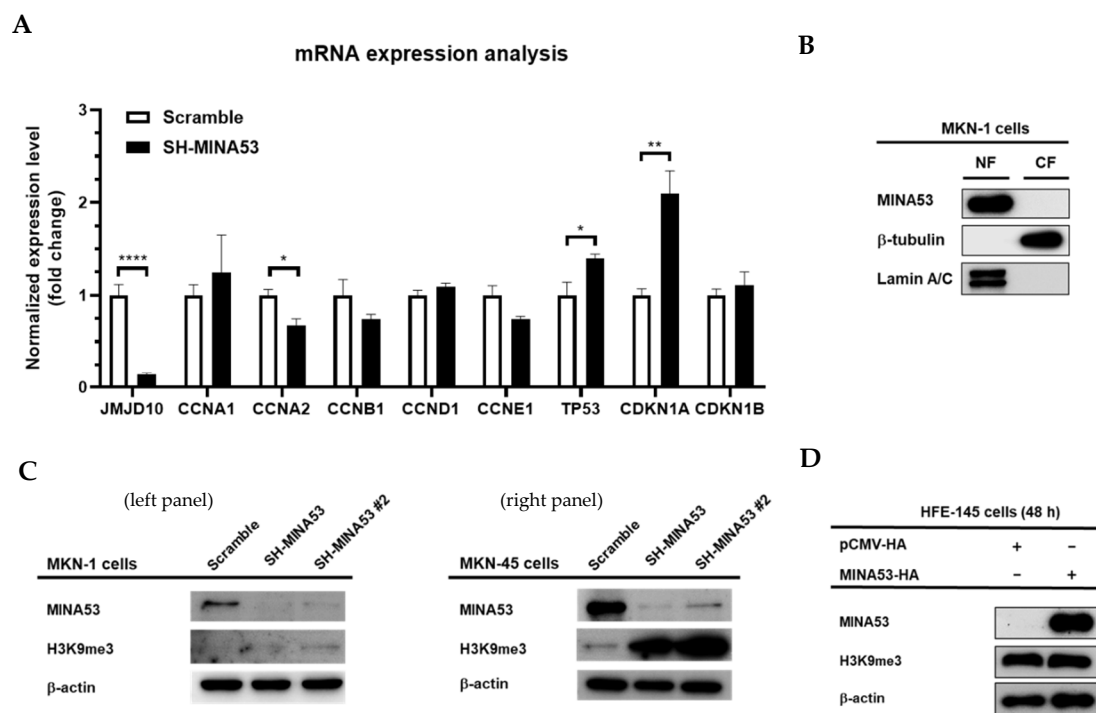 A
mRNA expression analysis
Normalized expression level
(fold change)
3
2
1
0
Scramble
SH-MINA53
****
*
*
**
JMJD10 CCNA1 CCNA2 CCNB1 CCND1 CCNE1 TP53 CDKN1A CDKN1B
B
MKN-1 cells
NF CF
MINA53
β-tubulin
Lamin A/C
C
(left panel)
Scramble
SH-MINA53
SH-MINA53 #2
MKN-1 cells
MINA53
H3K9me3
β-actin
(right panel)
Scramble
SH-MINA53
SH-MINA53 #2
MKN-45 cells
MINA53
H3K9me3
β-actin
D
HFE-145 cells (48 h)
pCMV-HA + –
MINA53-HA – +
MINA53
H3K9me3
β-actin